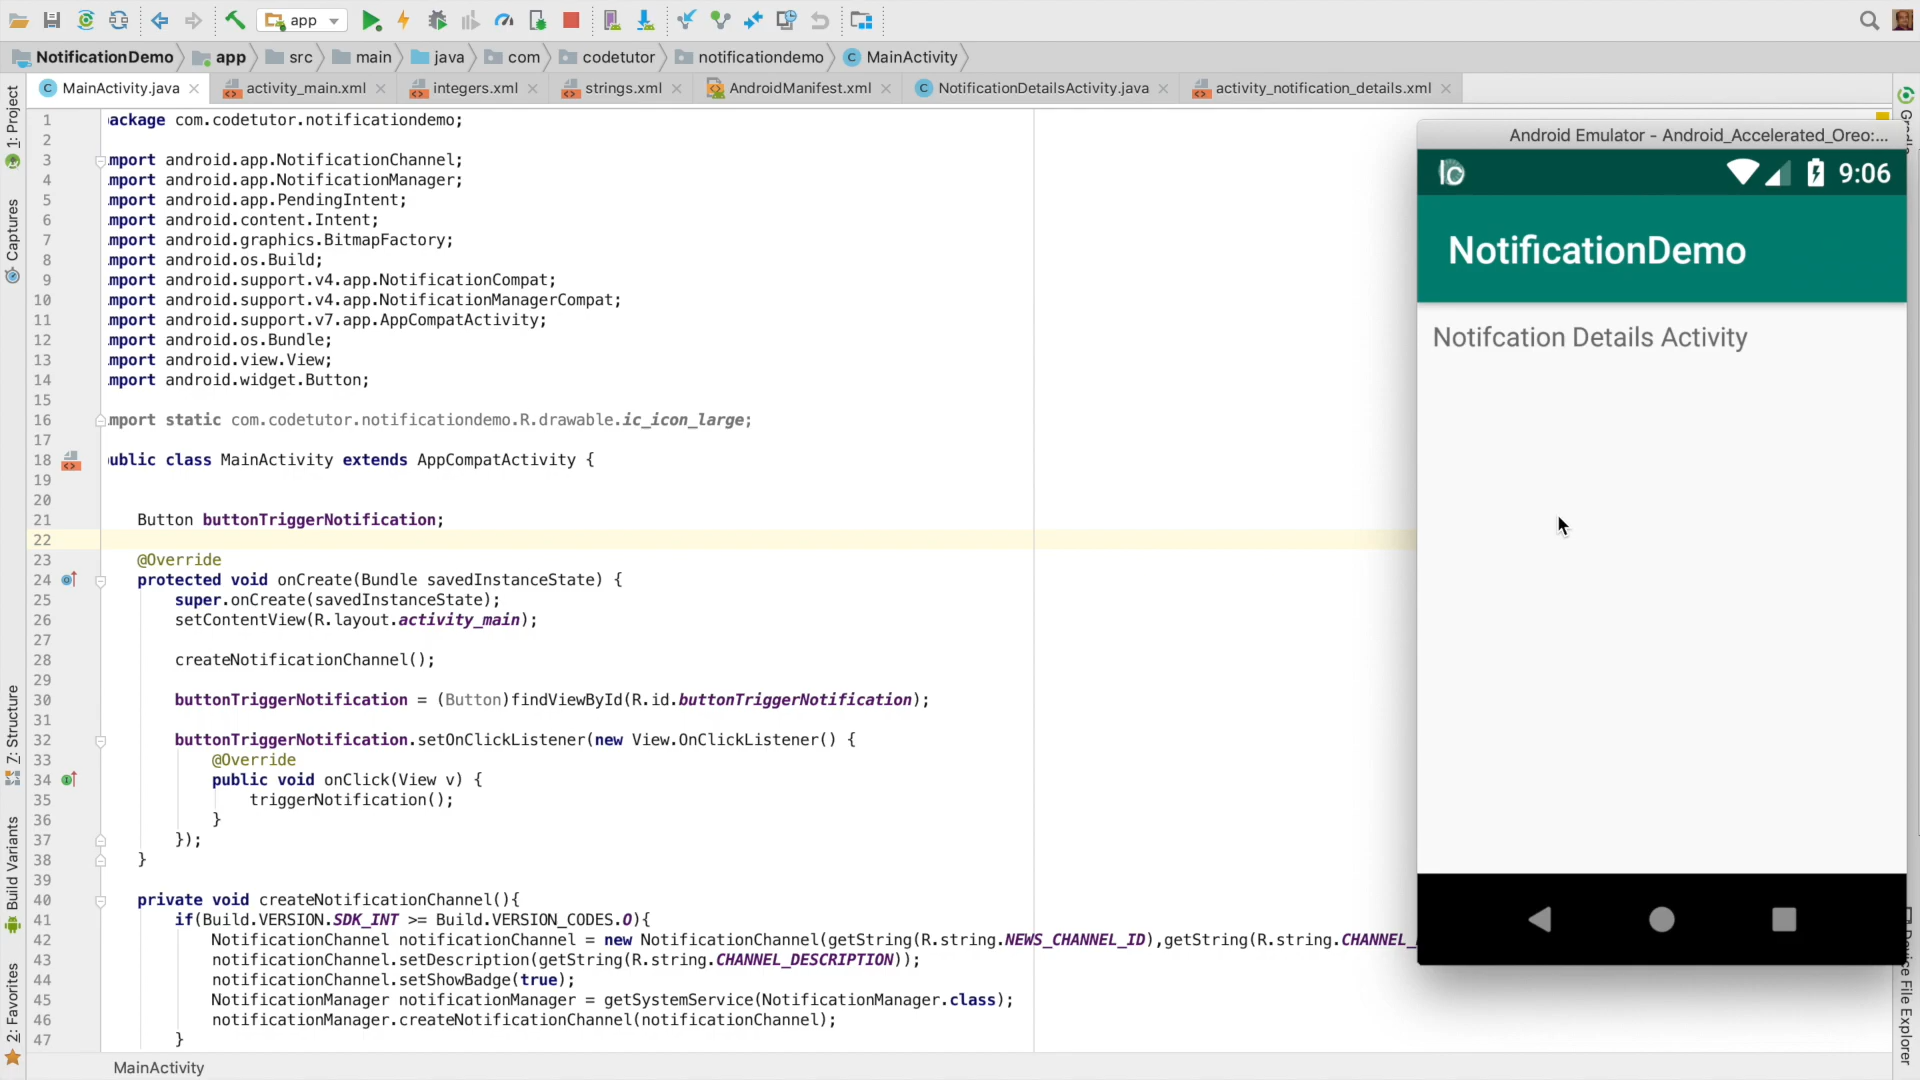 app
NotificationDemo app src main java com codetutor notificationdemo MainActivity
MainActivity.java activity_main.xml integers.xml strings.xml AndroidManifest.xml NotificationDetailsActivity.java activity_notification_details.xml
1: Project
Captures
7: Structure
Build Variants
2: Favorites
1 ackage com.codetutor.notificationdemo;
2
3 mport android.app.NotificationChannel;
4 mport android.app.NotificationManager;
5 mport android.app.PendingIntent;
6 mport android.content.Intent;
7 mport android.graphics.BitmapFactory;
8 mport android.os.Build;
9 mport android.support.v4.app.NotificationCompat;
10 mport android.support.v4.app.NotificationManagerCompat;
11 mport android.support.v7.app.AppCompatActivity;
12 mport android.os.Bundle;
13 mport android.view.View;
14 mport android.widget.Button;
15
16 mport static com.codetutor.notificationdemo.R.drawable.ic_icon_large;
17
18 ublic class MainActivity extends AppCompatActivity {
19
20
21 Button buttonTriggerNotification;
22
23 @Override
24 protected void onCreate(Bundle savedInstanceState) {
25 super.onCreate(savedInstanceState);
26 setContentView(R.layout.activity_main);
27
28 createNotificationChannel();
29
30 buttonTriggerNotification = (Button)findViewById(R.id.buttonTriggerNotification);
31
32 buttonTriggerNotification.setOnClickListener(new View.OnClickListener() {
33 @Override
34 public void onClick(View v) {
35 triggerNotification();
36 }
37 });
38 }
39
40 private void createNotificationChannel(){
41 if(Build.VERSION.SDK_INT >= Build.VERSION_CODES.O){
42 NotificationChannel notificationChannel = new NotificationChannel(getString(R.string.NEWS_CHANNEL_ID),getString(R.string.CHANNEL_
43 notificationChannel.setDescription(getString(R.string.CHANNEL_DESCRIPTION));
44 notificationChannel.setShowBadge(true);
45 NotificationManager notificationManager = getSystemService(NotificationManager.class);
46 notificationManager.createNotificationChannel(notificationChannel);
47 }
MainActivity
Android Emulator - Android_Accelerated_Oreo:...
9:06
NotificationDemo
Notifcation Details Activity
Device File Explorer